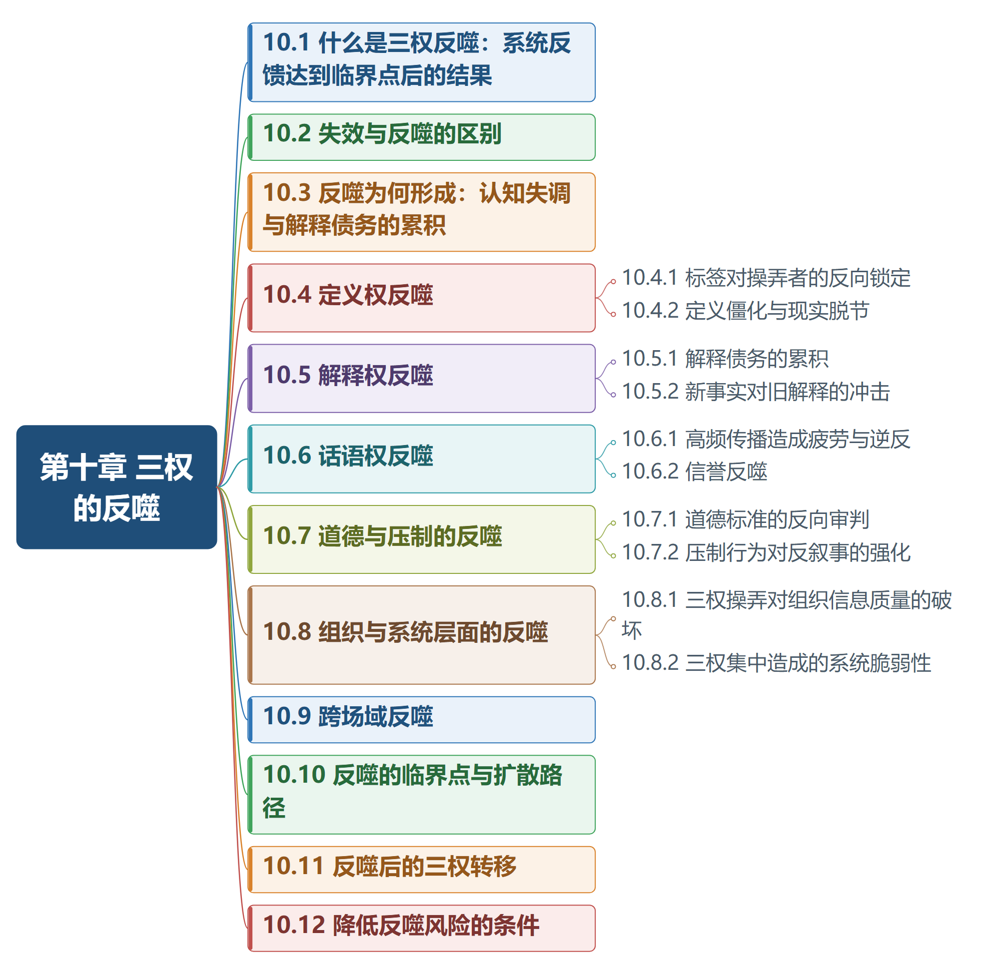 第十章 三权
的反噬
10.1 什么是三权反噬：系统反
馈达到临界点后的结果
10.2 失效与反噬的区别
10.3 反噬为何形成：认知失调
与解释债务的累积
10.4 定义权反噬
10.4.1 标签对操弄者的反向锁定
10.4.2 定义僵化与现实脱节
10.5 解释权反噬
10.5.1 解释债务的累积
10.5.2 新事实对旧解释的冲击
10.6 话语权反噬
10.6.1 高频传播造成疲劳与逆反
10.6.2 信誉反噬
10.7 道德与压制的反噬
10.7.1 道德标准的反向审判
10.7.2 压制行为对反叙事的强化
10.8 组织与系统层面的反噬
10.8.1 三权操弄对组织信息质量的破
坏
10.8.2 三权集中造成的系统脆弱性
10.9 跨场域反噬
10.10 反噬的临界点与扩散路
径
10.11 反噬后的三权转移
10.12 降低反噬风险的条件